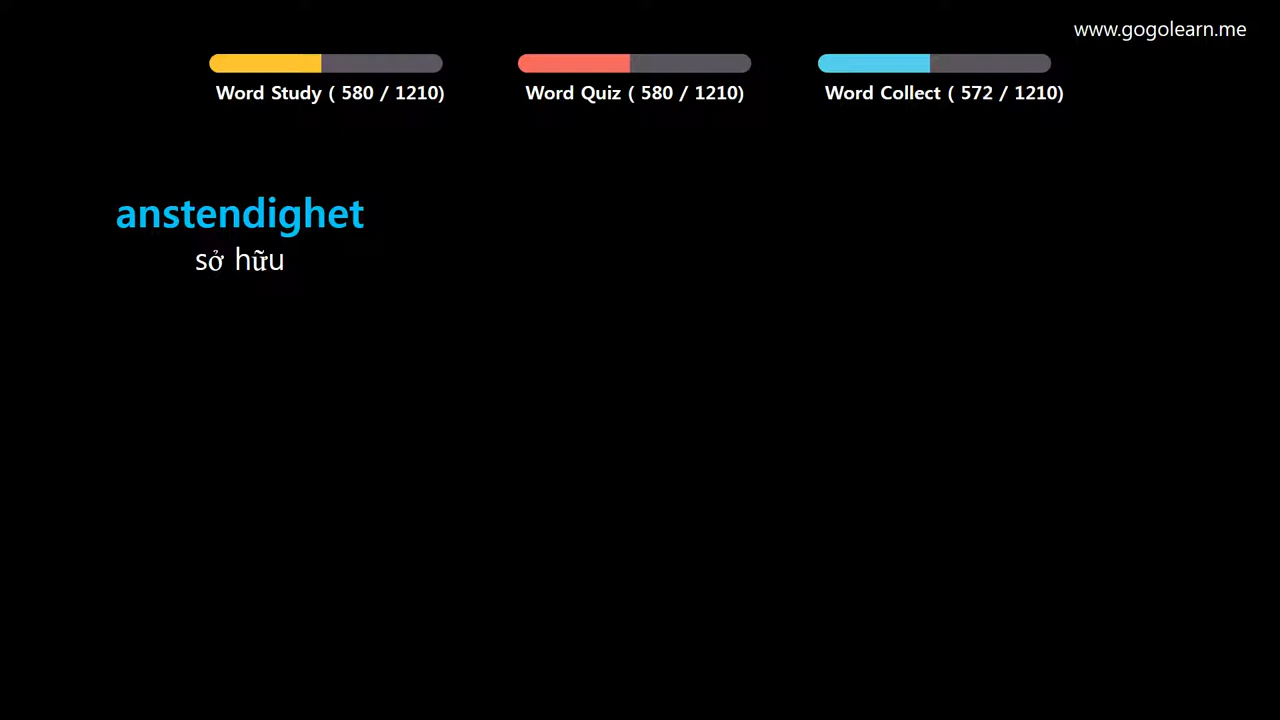 www.gogolearn.me
Word Study ( 580 / 1210)
Word Quiz ( 580 / 1210)
Word Collect ( 572 / 1210)
anstendighet
sở hữu